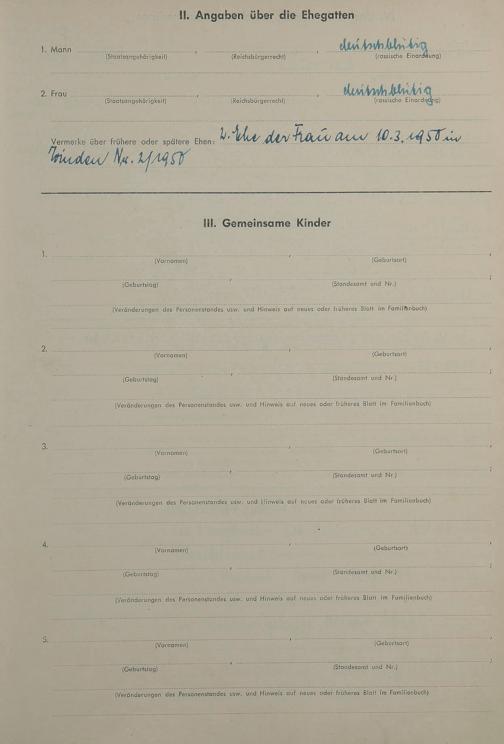 II. Angaben über die Ehegatten
1. Mann , , deutschblütig
(Staatsangehörigkeit) (Reichsbürgerrecht) (rassische Einordnung)
2. Frau , , deutschblütig
(Staatsangehörigkeit) (Reichsbürgerrecht) (rassische Einordnung)
Vermerke über frühere oder spätere Ehen: 2. Ehe der Frau am 10.3.1950 in
Winden Nr. 2/1950
III. Gemeinsame Kinder
1. , ;
(Vornamen) (Geburtsort)
, ;
(Geburtstag) (Standesamt und Nr.)
(Veränderungen des Personenstandes usw. und Hinweis auf neues oder früheres Blatt im Familienbuch)
2. , ;
(Vornamen) (Geburtsort)
, ;
(Geburtstag) (Standesamt und Nr.)
(Veränderungen des Personenstandes usw. und Hinweis auf neues oder früheres Blatt im Familienbuch)
3. , ;
(Vornamen) (Geburtsort)
, ;
(Geburtstag) (Standesamt und Nr.)
(Veränderungen des Personenstandes usw. und Hinweis auf neues oder früheres Blatt im Familienbuch)
4. , ;
(Vornamen) (Geburtsort)
, ;
(Geburtstag) (Standesamt und Nr.)
(Veränderungen des Personenstandes usw. und Hinweis auf neues oder früheres Blatt im Familienbuch)
5. , ;
(Vornamen) (Geburtsort)
, ;
(Geburtstag) (Standesamt und Nr.)
(Veränderungen des Personenstandes usw. und Hinweis auf neues oder früheres Blatt im Familienbuch)